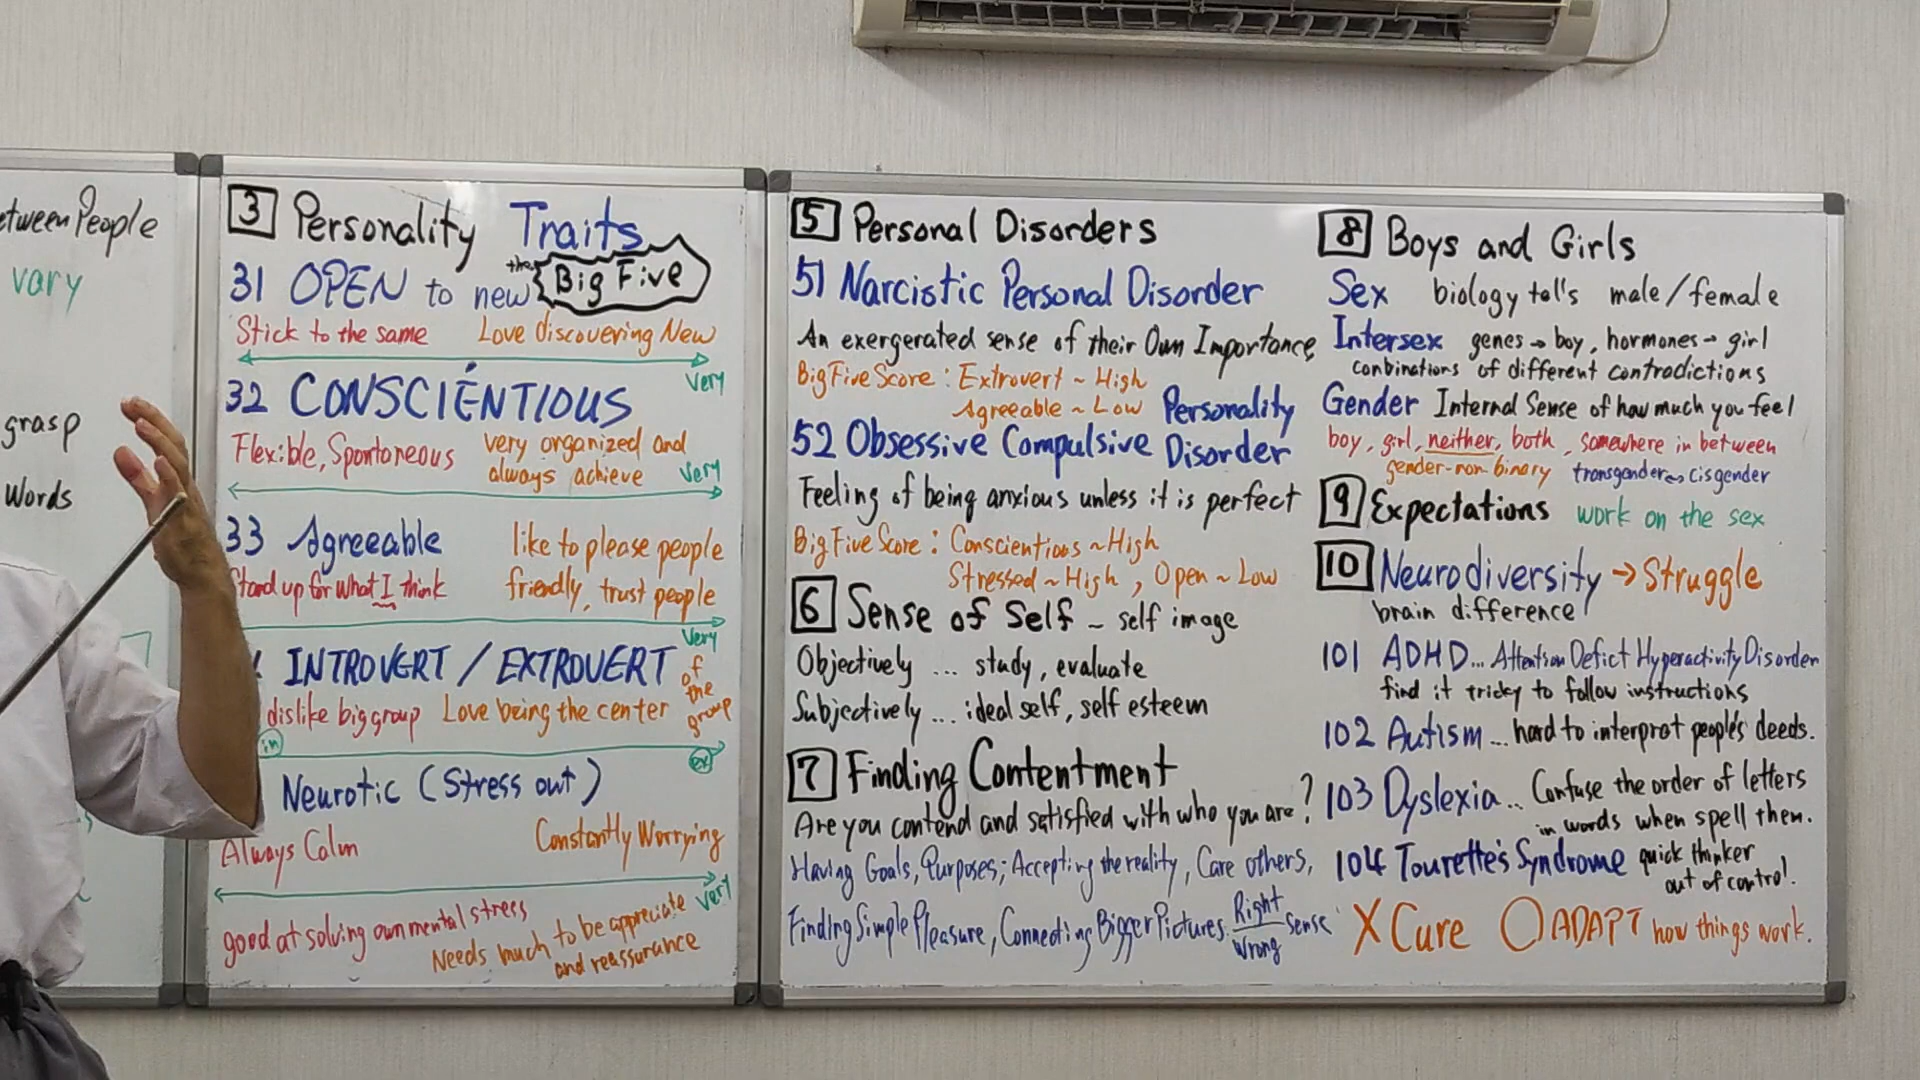 etween People
vary
grasp
words
3 Personality Traits
the Big Five
31 OPEN to new
Stick to the same Love discovering New
very
32 CONSCIENTIOUS
Flexible, Spontoneous very organized and
always achieve very
33 Agreeable like to please people
Stand up for what I think friendly, trust people
very
INTROVERT / EXTROVERT
dislike big group Love being the center of the group
in ex
Neurotic (Stress out)
Always Calm Constantly Worrying
very
good at solving own mental stress
Needs much to be appreciate
and reassurance
5 Personal Disorders
51 Narcistic Personal Disorder
An exergerated sense of their Own Importance
Big Five Score : Extrovert ~ High
Agreeable ~ Low
52 Obsessive Compulsive Personality Disorder
Feeling of being anxious unless it is perfect
Big Five Score : Conscientious ~ High
Stressed ~ High , Open ~ Low
6 Sense of Self ~ self image
Objectively ... study, evaluate
Subjectively ... ideal self, self esteem
7 Finding Contentment
Are you contend and satisfied with who you are?
Having Goals, Purposes; Accepting the reality, Care others,
Finding Simple Pleasure, Connecting Bigger Pictures. Right Wrong Sense
8 Boys and Girls
Sex biology tell's male/female
Intersex genes → boy, hormones → girl
conbinations of different contradictions
Gender Internal Sense of how much you feel
boy, girl, neither, both, somewhere in between
gender-non-binary transgender ↔ cisgender
9 Expectations work on the sex
10 Neurodiversity → Struggle
brain difference
101 ADHD... Attention Defict Hyperactivity Disorder
find it tricky to follow instructions
102 Autism ... hard to interpret people's deeds.
103 Dyslexia .. Confuse the order of letters
in words when spell them.
104 Tourette's Syndrome quick thinker
out of control.
X Cure O ADAPT how things work.